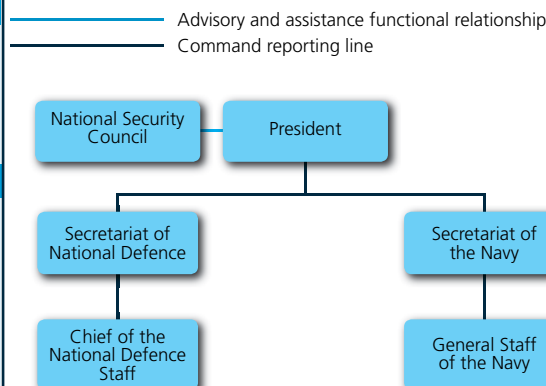 Advisory and assistance functional relationship
Command reporting line
National Security
Council
President
Secretariat of
National Defence
Secretariat of
the Navy
Chief of the
National Defence
Staff
General Staff
of the Navy